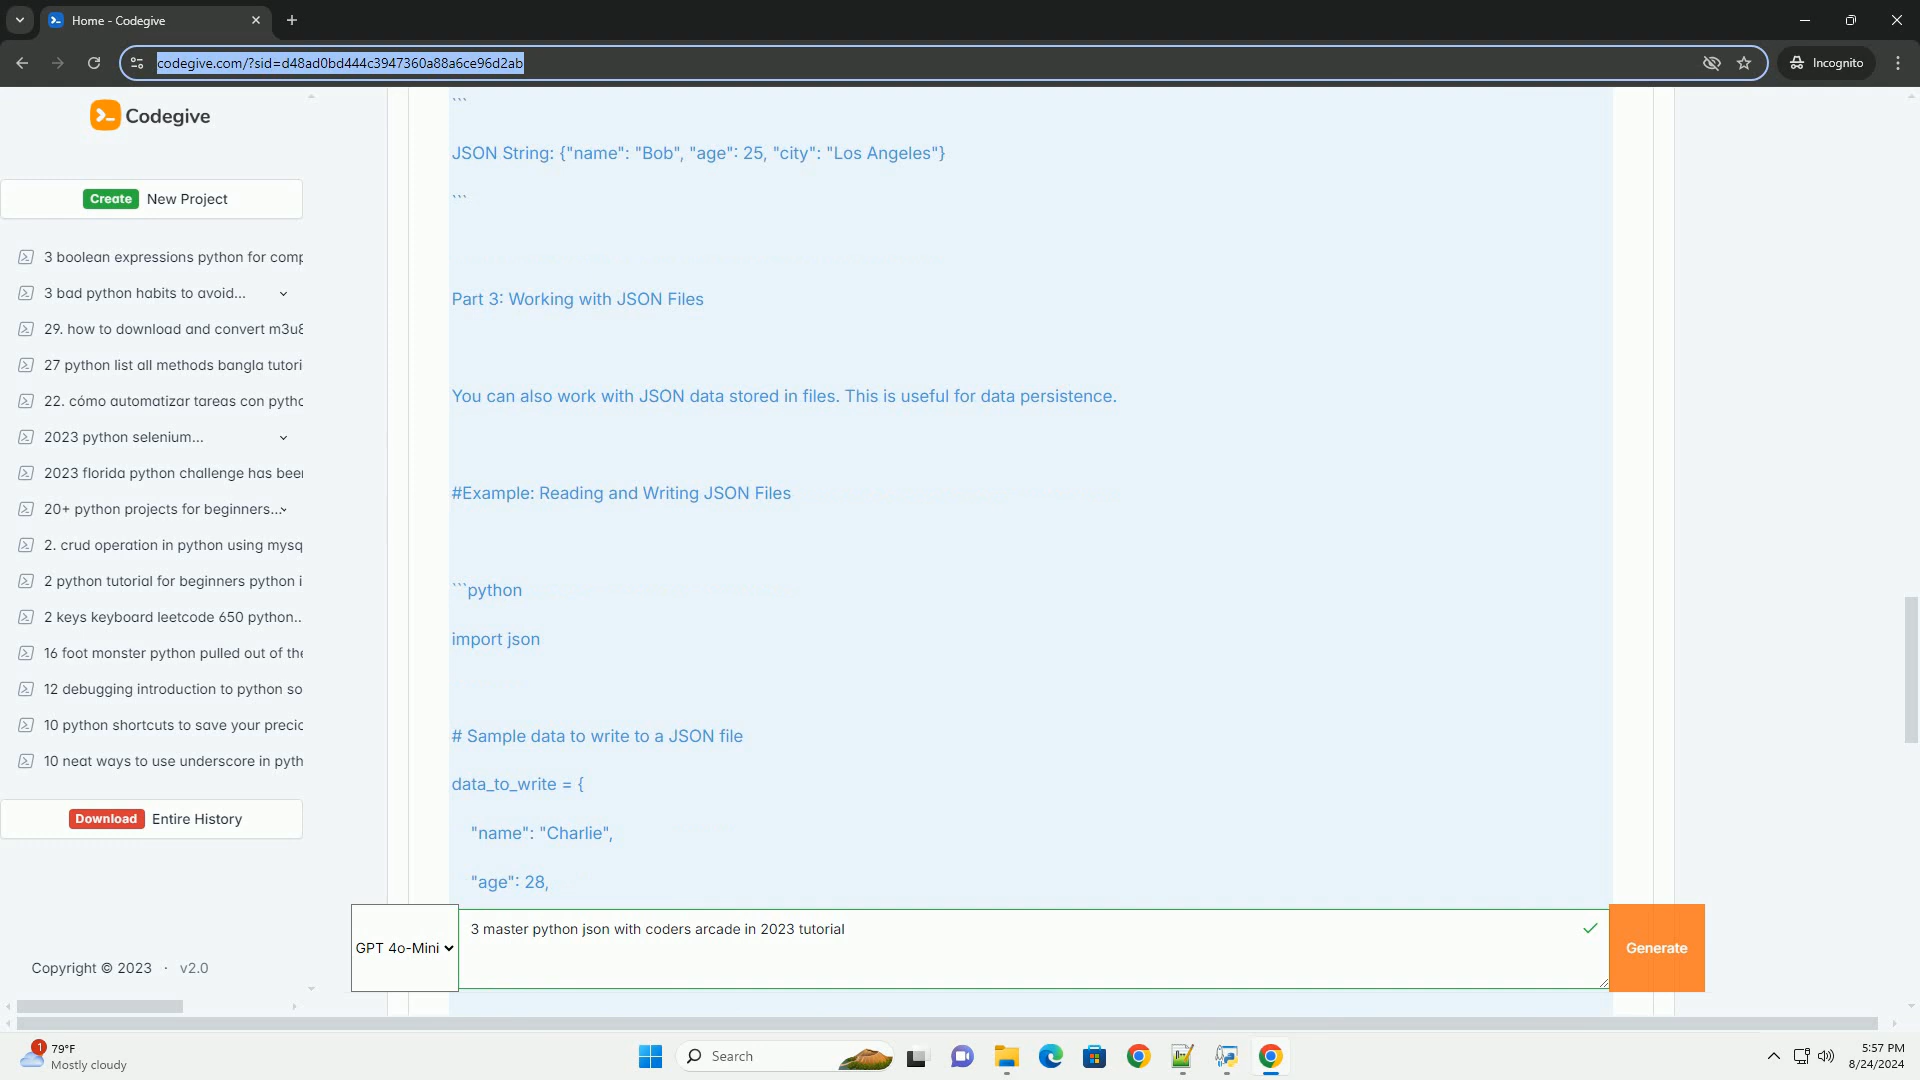 Home - Codegive
codegive.com/?sid=d48ad0bd444c3947360a88a6ce96d2ab
Incognito
Codegive
Create New Project
3 boolean expressions python for comp
3 bad python habits to avoid...
29. how to download and convert m3u8
27 python list all methods bangla tutori
22. cómo automatizar tareas con pytho
2023 python selenium...
2023 florida python challenge has been
20+ python projects for beginners...
2. crud operation in python using mysq
2 python tutorial for beginners python i
2 keys keyboard leetcode 650 python...
16 foot monster python pulled out of the
12 debugging introduction to python so
10 python shortcuts to save your precio
10 neat ways to use underscore in pyth
Download Entire History
Copyright © 2023 · v2.0
```
JSON String: {"name": "Bob", "age": 25, "city": "Los Angeles"}
```
Part 3: Working with JSON Files
You can also work with JSON data stored in files. This is useful for data persistence.
#Example: Reading and Writing JSON Files
```python
import json
# Sample data to write to a JSON file
data_to_write = {
"name": "Charlie",
"age": 28,
GPT 4o-Mini
3 master python json with coders arcade in 2023 tutorial
Generate
1
79°F
Mostly cloudy
Search
5:57 PM
8/24/2024